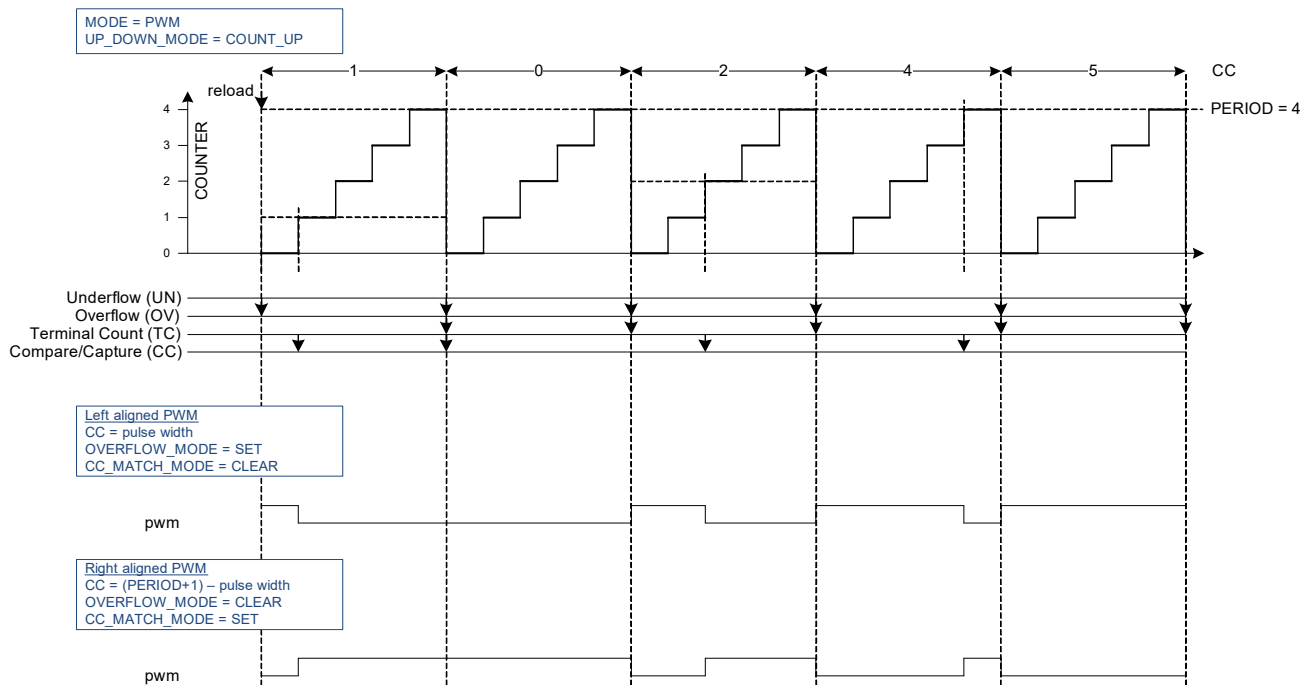 MODE = PWM
UP_DOWN_MODE = COUNT_UP
1 0 2 4 5 CC
reload
4
PERIOD = 4
3
COUNTER
2
1
0
Underflow (UN)
Overflow (OV)
Terminal Count (TC)
Compare/Capture (CC)
Left aligned PWM
CC = pulse width
OVERFLOW_MODE = SET
CC_MATCH_MODE = CLEAR
pwm
Right aligned PWM
CC = (PERIOD+1) – pulse width
OVERFLOW_MODE = CLEAR
CC_MATCH_MODE = SET
pwm